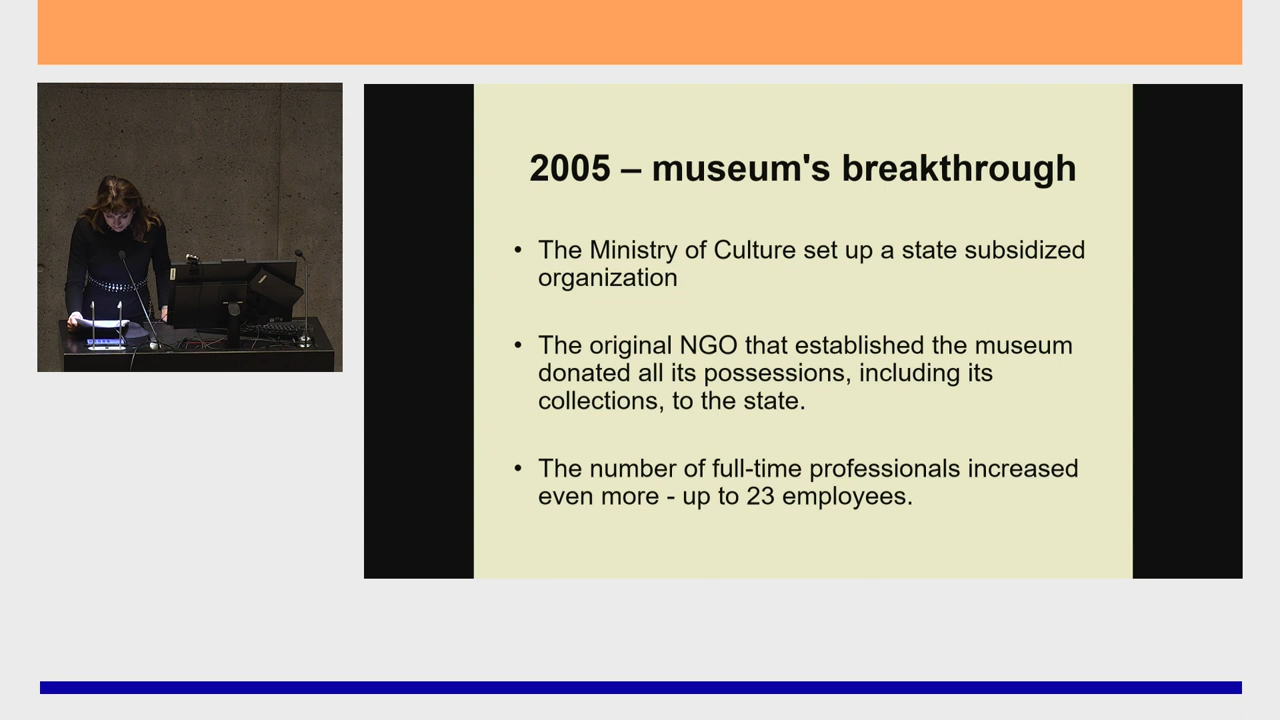 2005 – museum's breakthrough
• The Ministry of Culture set up a state subsidized
organization
• The original NGO that established the museum
donated all its possessions, including its
collections, to the state.
• The number of full-time professionals increased
even more - up to 23 employees.